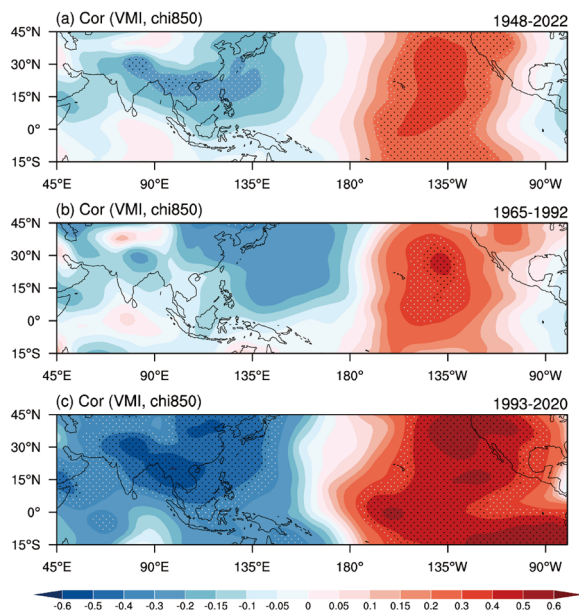 (a) Cor (VMI, chi850) 1948-2022
45°N
30°N
15°N
0°
15°S
45°E 90°E 135°E 180° 135°W 90°W
(b) Cor (VMI, chi850) 1965-1992
45°N
30°N
15°N
0°
15°S
45°E 90°E 135°E 180° 135°W 90°W
(c) Cor (VMI, chi850) 1993-2020
45°N
30°N
15°N
0°
15°S
45°E 90°E 135°E 180° 135°W 90°W
-0.6 -0.5 -0.4 -0.3 -0.2 -0.15 -0.1 -0.05 0 0.05 0.1 0.15 0.2 0.3 0.4 0.5 0.6